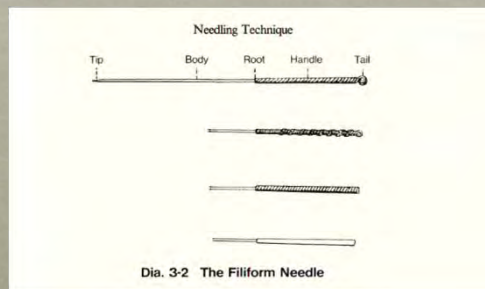 Needling Technique
Tip Body Root Handle Tail
Dia. 3-2 The Filiform Needle